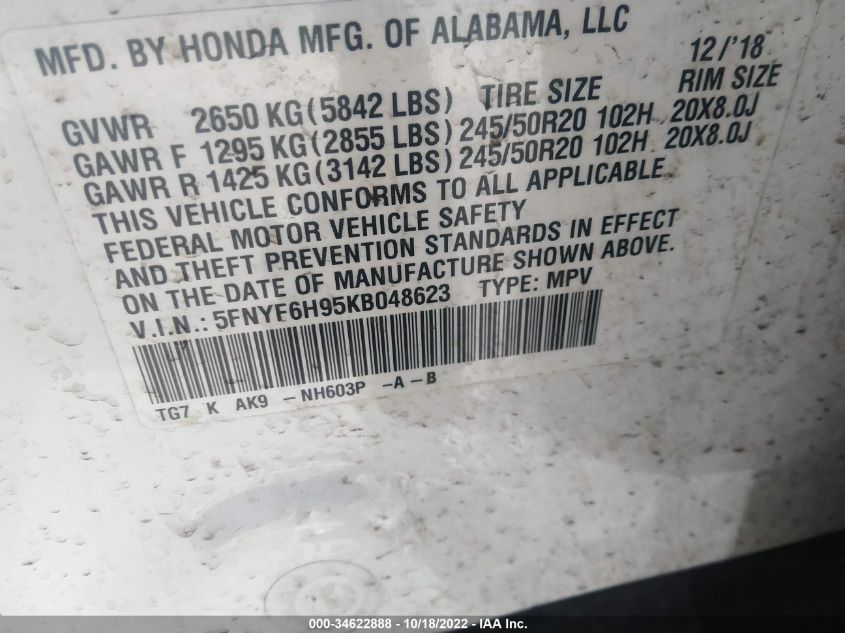 MFD. BY HONDA MFG. OF ALABAMA, LLC 12/'18
GVWR 2650 KG (5842 LBS) TIRE SIZE RIM SIZE
GAWR F 1295 KG (2855 LBS) 245/50R20 102H 20X8.0J
GAWR R 1425 KG (3142 LBS) 245/50R20 102H 20X8.0J
THIS VEHICLE CONFORMS TO ALL APPLICABLE
FEDERAL MOTOR VEHICLE SAFETY
AND THEFT PREVENTION STANDARDS IN EFFECT
ON THE DATE OF MANUFACTURE SHOWN ABOVE.
V.I.N.: 5FNYF6H95KB048623 TYPE: MPV
TG7 K AK9 - NH603P - A - B
000-34622888 - 10/18/2022 - IAA Inc.